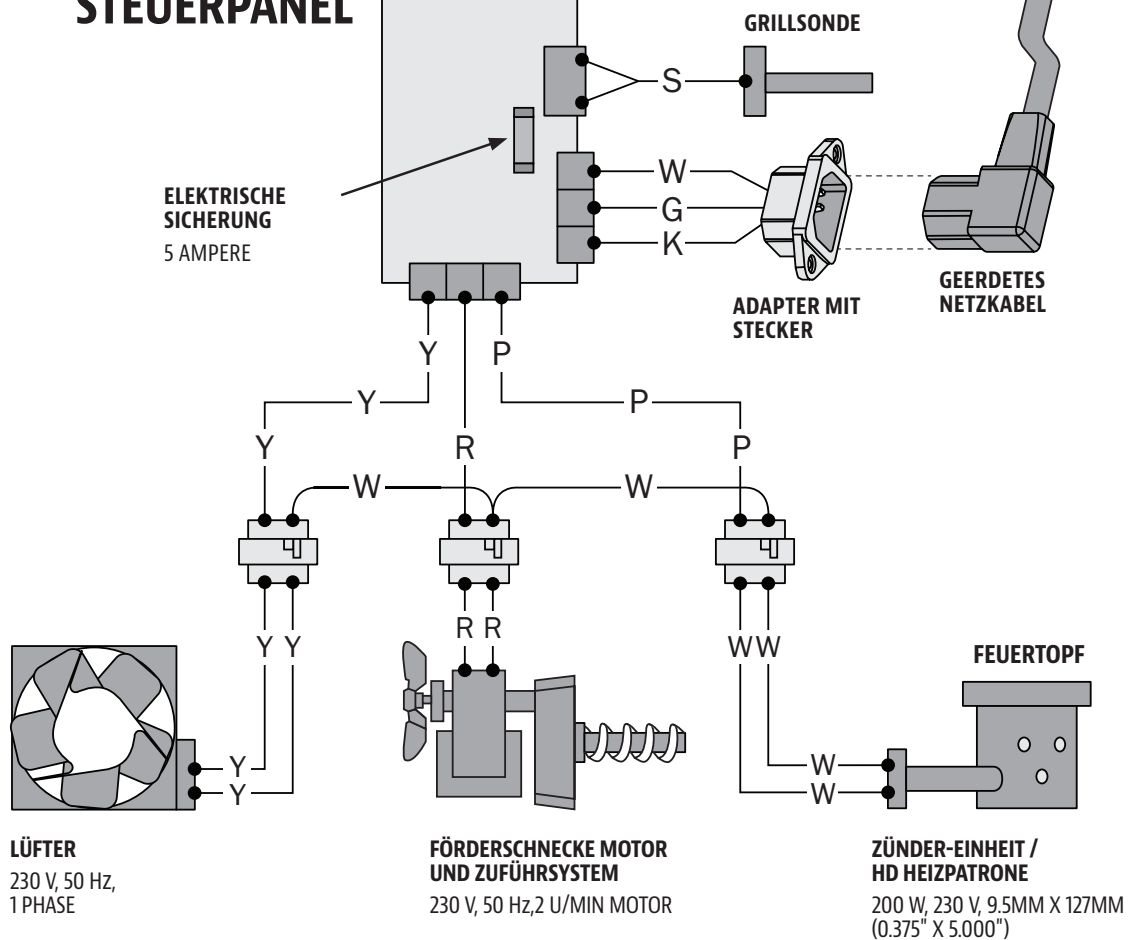 STEUERPANEL
GRILLSONDE
S
ELEKTRISCHE
SICHERUNG
5 AMPERE
W
G
K
GEERDETES
NETZKABEL
ADAPTER MIT
STECKER
Y
P
Y
P
Y
R
P
W
W
R R
Y Y
W W
FEUERTOPF
Y
Y
W
W
LÜFTER
230 V, 50 Hz,
1 PHASE
FÖRDERSCHNECKE MOTOR
UND ZUFÜHRSYSTEM
230 V, 50 Hz,2 U/MIN MOTOR
ZÜNDER-EINHEIT /
HD HEIZPATRONE
200 W, 230 V, 9.5MM X 127MM
(0.375" X 5.000")